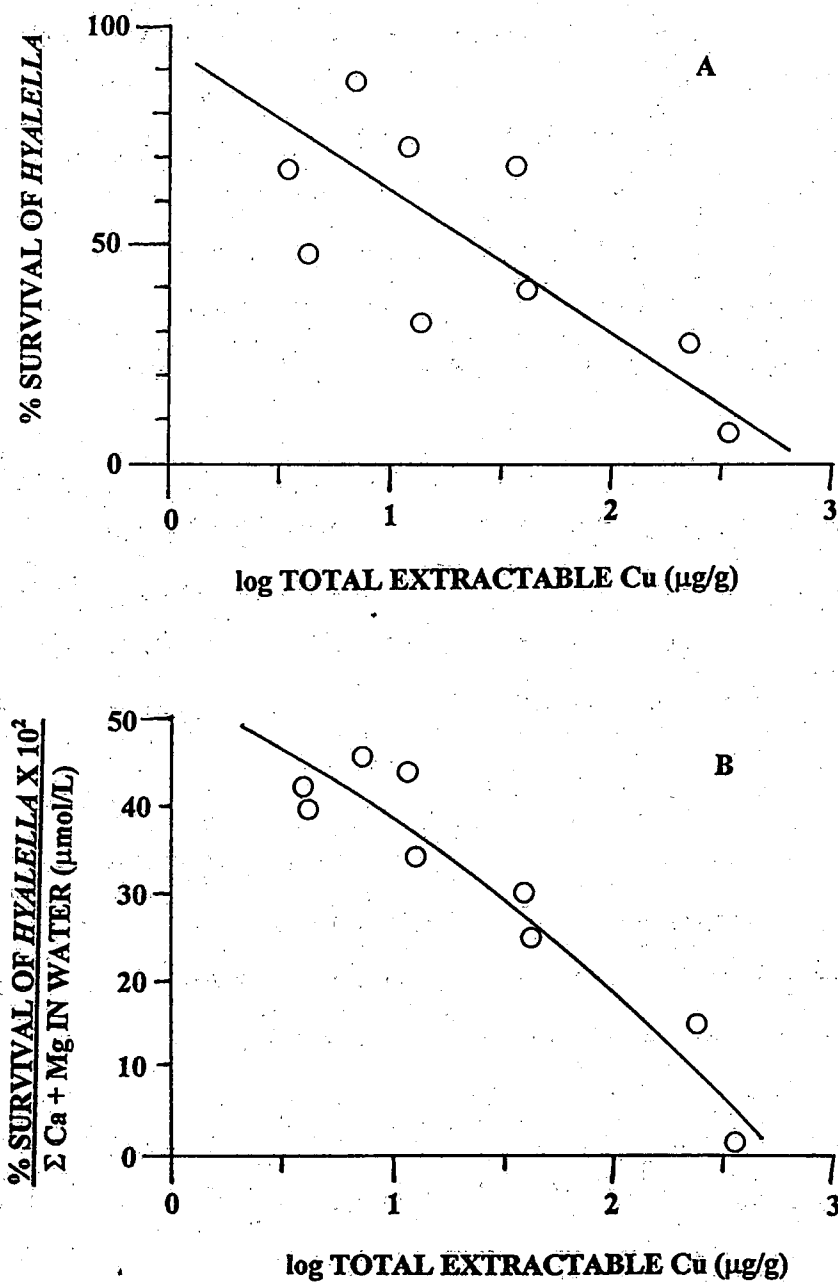 A
% SURVIVAL OF HYALELLA
100
50
0
0 1 2 3
log TOTAL EXTRACTABLE Cu (µg/g)
B
% SURVIVAL OF HYALELLA X 10²
Σ Ca + Mg IN WATER (µmol/L)
50
40
30
20
10
0
0 1 2 3
log TOTAL EXTRACTABLE Cu (µg/g)